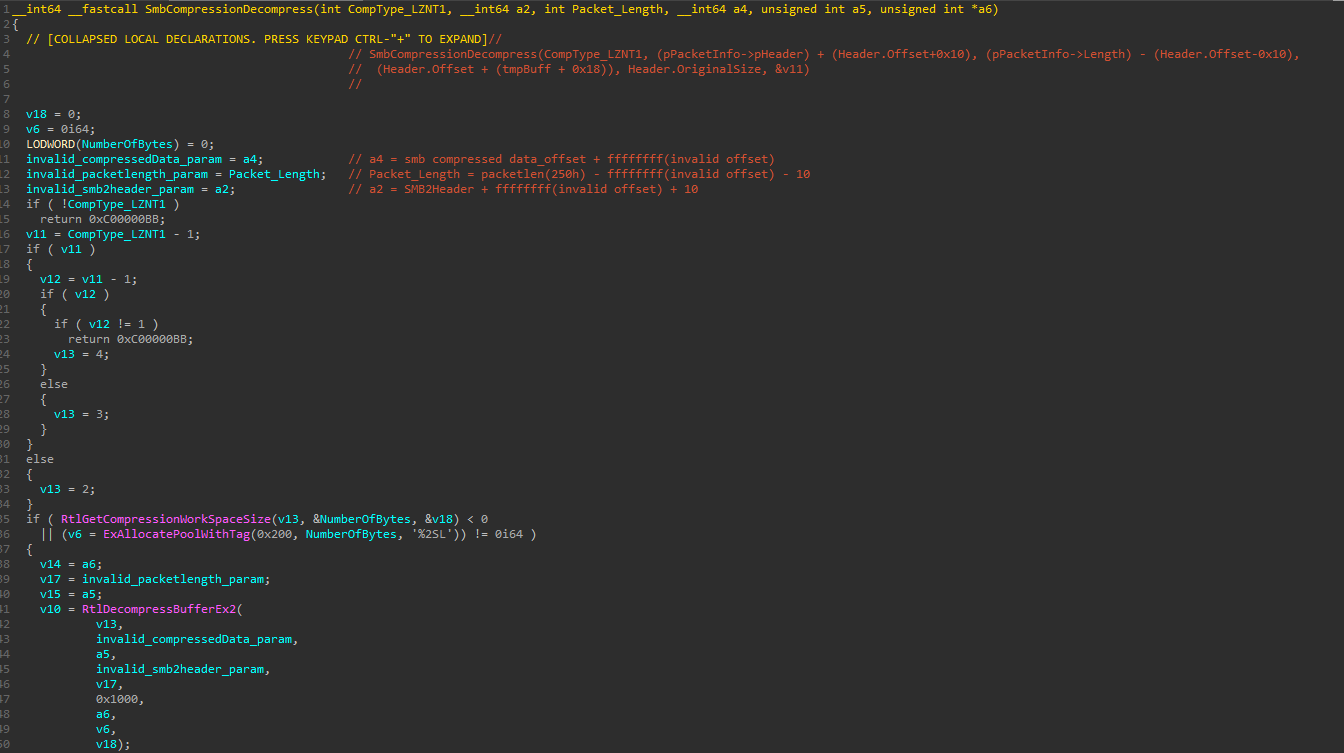 1 __int64 __fastcall SmbCompressionDecompress(int CompType_LZNT1, __int64 a2, int Packet_Length, __int64 a4, unsigned int a5, unsigned int *a6)
2 {
3 // [COLLAPSED LOCAL DECLARATIONS. PRESS KEYPAD CTRL-"+" TO EXPAND]//
4 // SmbCompressionDecompress(CompType_LZNT1, (pPacketInfo->pHeader) + (Header.Offset+0x10), (pPacketInfo->Length) - (Header.Offset-0x10),
5 // (Header.Offset + (tmpBuff + 0x18)), Header.OriginalSize, &v11)
6 //
7
8 v18 = 0;
9 v6 = 0i64;
10 LODWORD(NumberOfBytes) = 0;
11 invalid_compressedData_param = a4; // a4 = smb compressed data_offset + ffffffff(invalid offset)
12 invalid_packetlength_param = Packet_Length; // Packet_Length = packetlen(250h) - ffffffff(invalid offset) - 10
13 invalid_smb2header_param = a2; // a2 = SMB2Header + ffffffff(invalid offset) + 10
14 if ( !CompType_LZNT1 )
15 return 0xC00000BB;
16 v11 = CompType_LZNT1 - 1;
17 if ( v11 )
18 {
19 v12 = v11 - 1;
20 if ( v12 )
21 {
22 if ( v12 != 1 )
23 return 0xC00000BB;
24 v13 = 4;
25 }
26 else
27 {
28 v13 = 3;
29 }
30 }
31 else
32 {
33 v13 = 2;
34 }
35 if ( RtlGetCompressionWorkSpaceSize(v13, &NumberOfBytes, &v18) < 0
36 || (v6 = ExAllocatePoolWithTag(0x200, NumberOfBytes, '%2SL')) != 0i64 )
37 {
38 v14 = a6;
39 v17 = invalid_packetlength_param;
40 v15 = a5;
41 v10 = RtlDecompressBufferEx2(
42 v13,
43 invalid_compressedData_param,
44 a5,
45 invalid_smb2header_param,
46 v17,
47 0x1000,
48 a6,
49 v6,
50 v18);